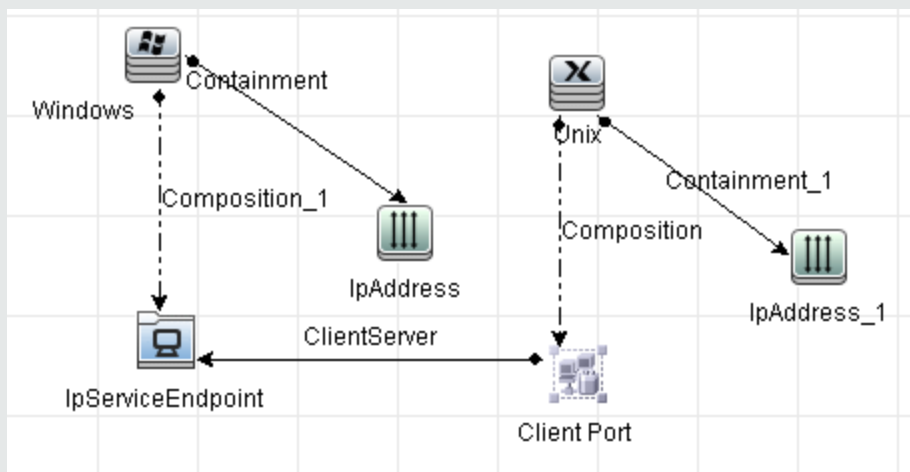 Containment
Windows
Unix
Composition_1
Containment_1
Composition
IpAddress
IpAddress_1
ClientServer
IpServiceEndpoint
Client Port